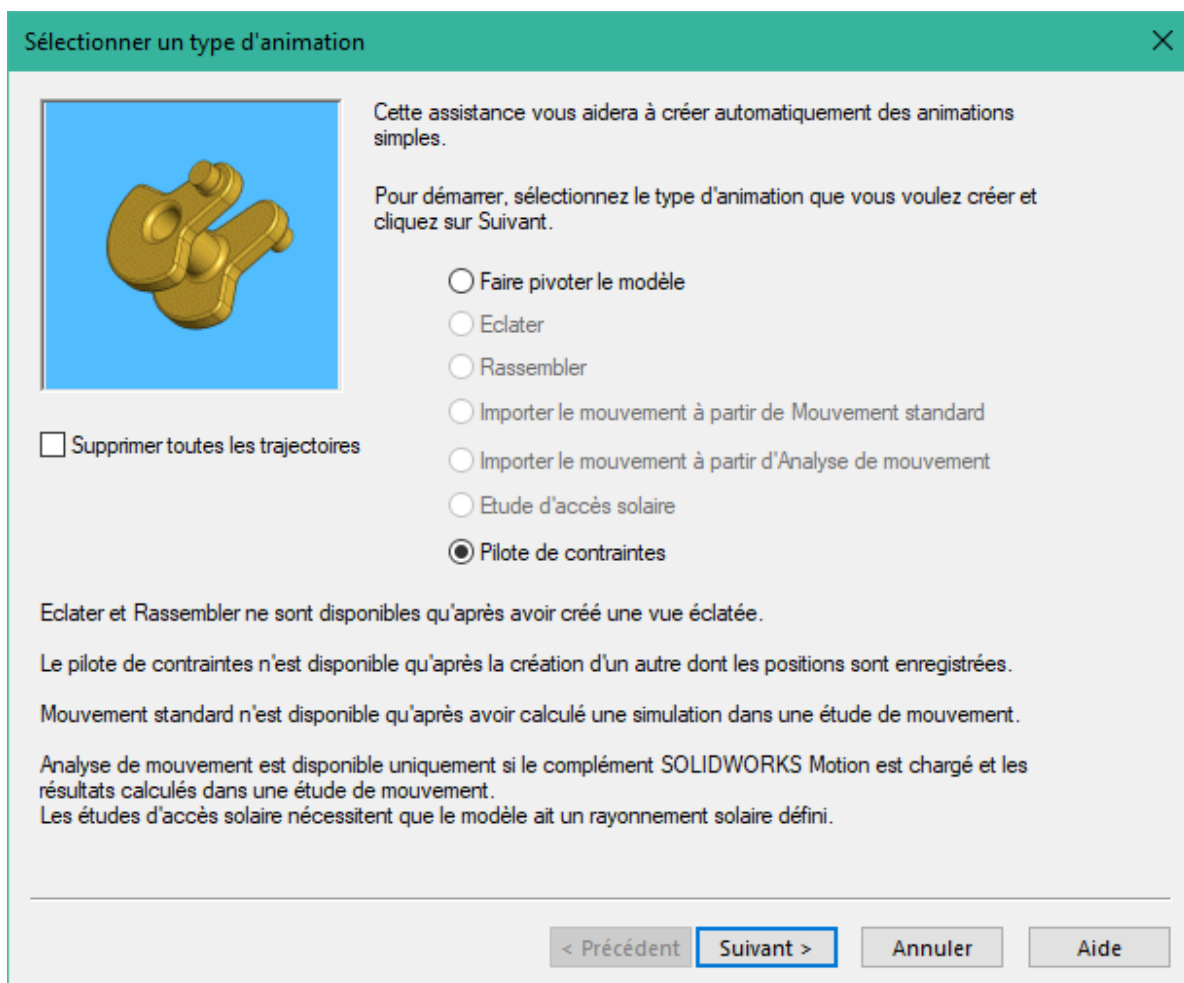 Sélectionner un type d'animation
Cette assistance vous aidera à créer automatiquement des animations
simples.
Pour démarrer, sélectionnez le type d'animation que vous voulez créer et
cliquez sur Suivant.
Faire pivoter le modèle
Eclater
Rassembler
Importer le mouvement à partir de Mouvement standard
Supprimer toutes les trajectoires
Importer le mouvement à partir d'Analyse de mouvement
Etude d'accès solaire
Pilote de contraintes
Eclater et Rassembler ne sont disponibles qu'après avoir créé une vue éclatée.
Le pilote de contraintes n'est disponible qu'après la création d'un autre dont les positions sont enregistrées.
Mouvement standard n'est disponible qu'après avoir calculé une simulation dans une étude de mouvement.
Analyse de mouvement est disponible uniquement si le complément SOLIDWORKS Motion est chargé et les
résultats calculés dans une étude de mouvement.
Les études d'accès solaire nécessitent que le modèle ait un rayonnement solaire défini.
< Précédent
Suivant >
Annuler
Aide